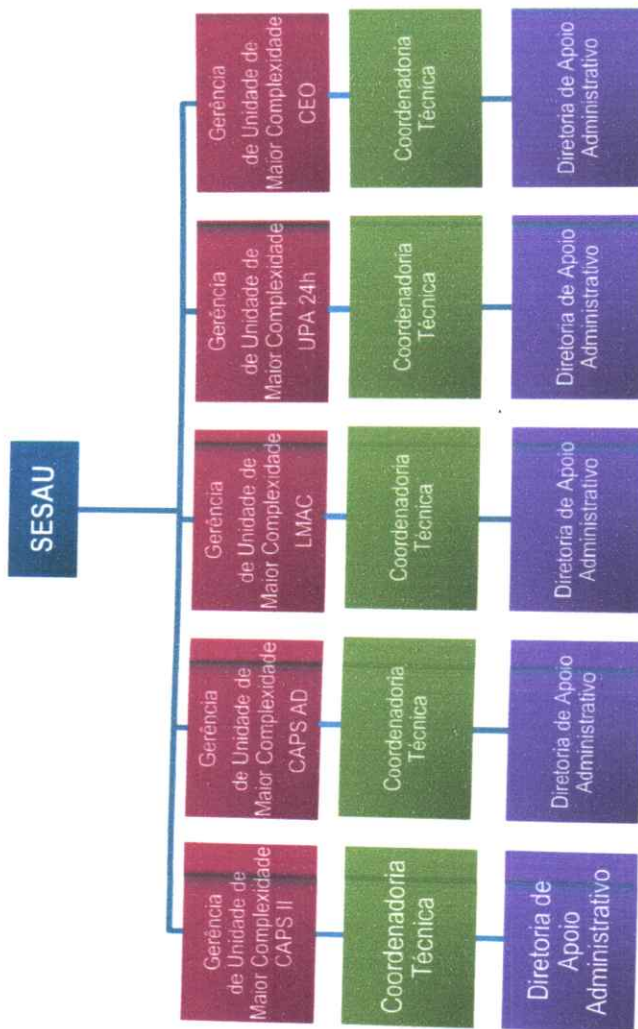 SESAU
Gerência
de Unidade de
Maior Complexidade
CAPS II
Gerência
de Unidade de
Maior Complexidade
CAPS AD
Gerência
de Unidade de
Maior Complexidade
LMAC
Gerência
de Unidade de
Maior Complexidade
UPA 24h
Gerência
de Unidade de
Maior Complexidade
CEO
Coordenadoria
Técnica
Coordenadoria
Técnica
Coordenadoria
Técnica
Coordenadoria
Técnica
Coordenadoria
Técnica
Diretoria de
Apoio
Administrativo
Diretoria de Apoio
Administrativo
Diretoria de Apoio
Administrativo
Diretoria de Apoio
Administrativo
Diretoria de Apoio
Administrativo